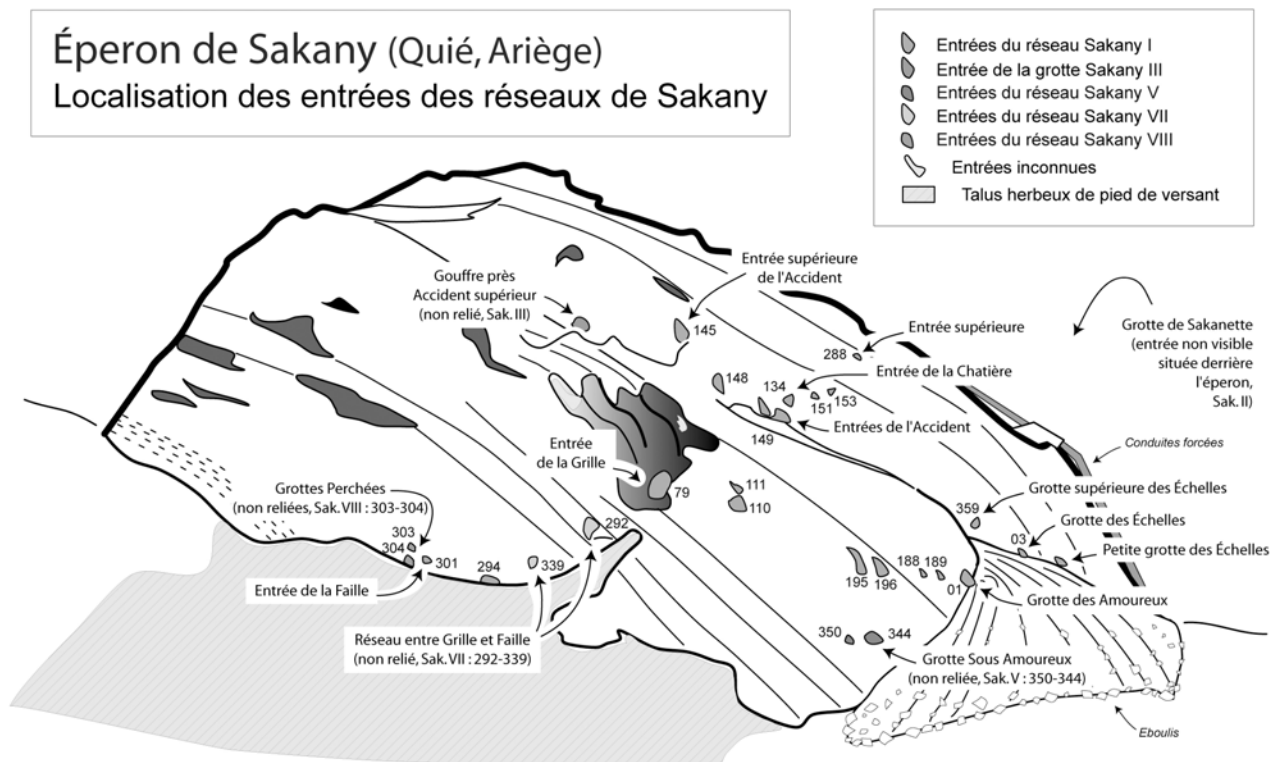 Éperon de Sakany (Quié, Ariège)
Localisation des entrées des réseaux de Sakany
Entrées du réseau Sakany I
Entrée de la grotte Sakany III
Entrées du réseau Sakany V
Entrées du réseau Sakany VII
Entrées du réseau Sakany VIII
Entrées inconnues
Talus herbeux de pied de versant
Entrée supérieure
de l'Accident
Gouffre près
Accident supérieur
(non relié, Sak. III)
145
Entrée supérieure
288
Grotte de Sakanette
(entrée non visible
située derrière
l'éperon,
Sak. II)
Entrée de la Chatière
148
134
151
153
Entrées de l'Accident
149
Conduites forcées
Entrée
de la Grille
79
111
110
Grottes Perchées
(non reliées, Sak. VIII : 303-304)
303
304
301
294
339
292
Entrée de la Faille
Réseau entre Grille et Faille
(non relié, Sak. VII : 292-339)
359
Grotte supérieure des Échelles
03
Grotte des Échelles
Petite grotte des Échelles
195
196
188
189
01
Grotte des Amoureux
350
344
Grotte Sous Amoureux
(non reliée, Sak. V : 350-344)
Eboulis